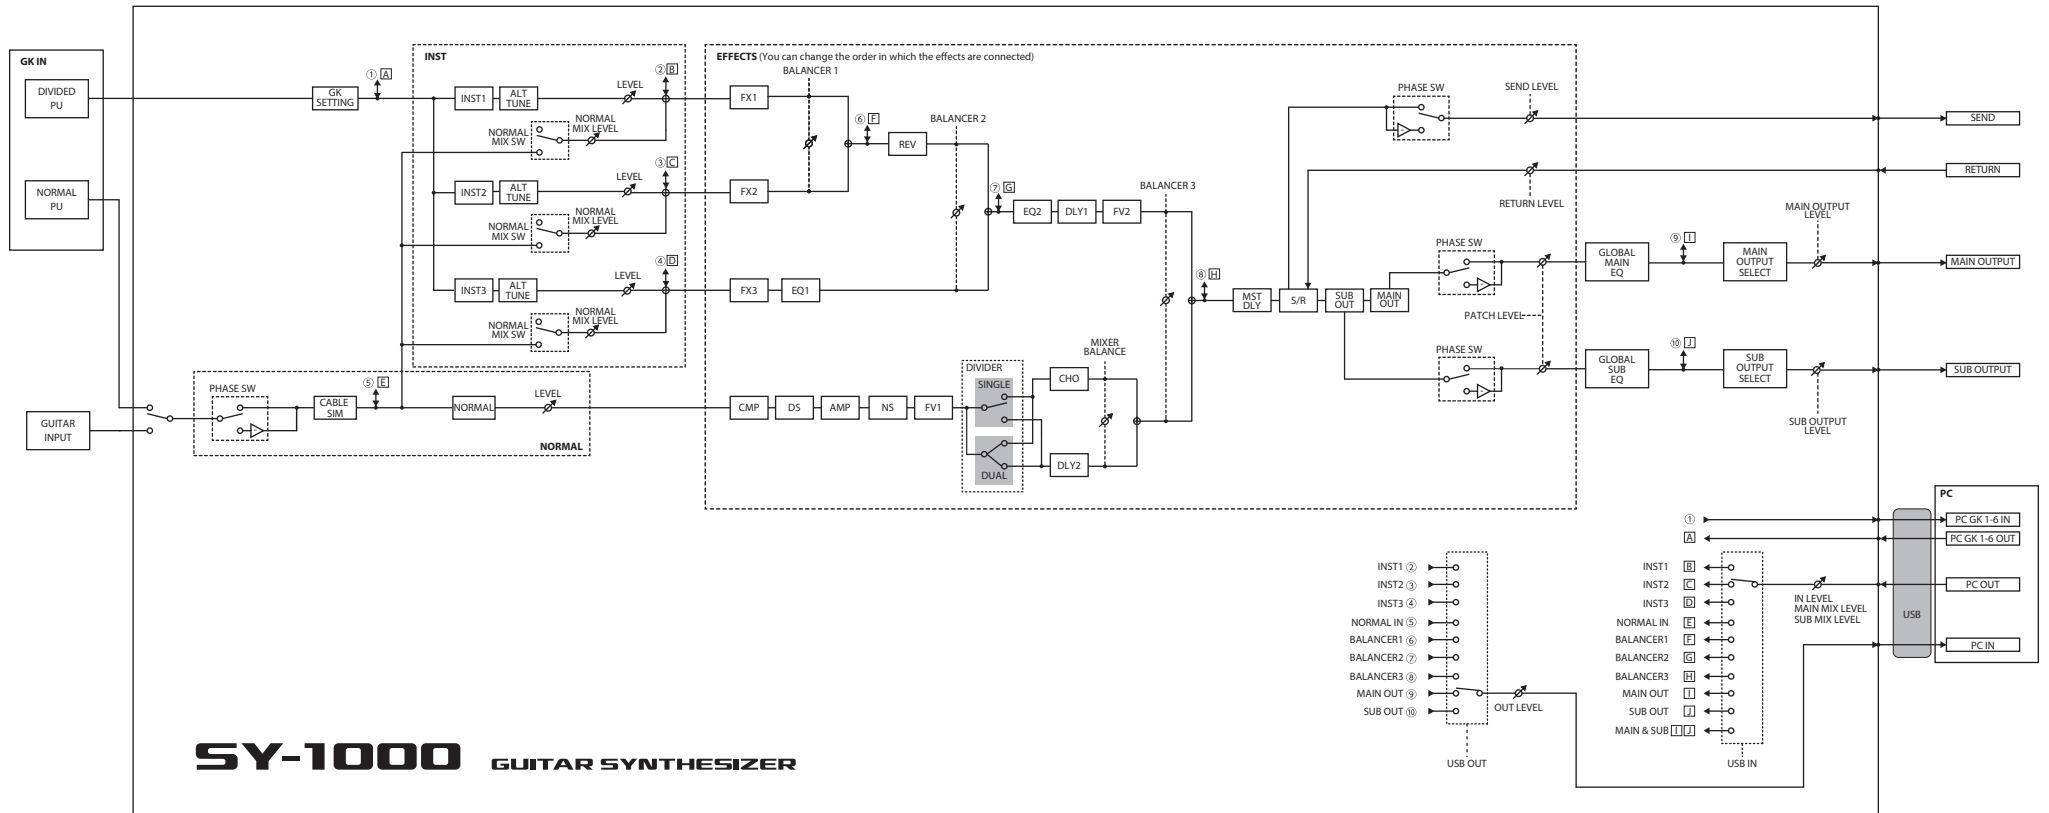 GK IN
DIVIDED
PU
NORMAL
PU
GUITAR
INPUT
GK
SETTING
① A
INST
INST1
ALT
TUNE
LEVEL
② B
NORMAL
MIX SW
NORMAL
MIX LEVEL
INST2
ALT
TUNE
LEVEL
③ C
NORMAL
MIX SW
NORMAL
MIX LEVEL
INST3
ALT
TUNE
LEVEL
④ D
NORMAL
MIX SW
NORMAL
MIX LEVEL
PHASE SW
-
CABLE
SIM
⑤ E
NORMAL
LEVEL
NORMAL
EFFECTS (You can change the order in which the effects are connected)
BALANCER 1
FX1
FX2
FX3
EQ1
⑥ F
REV
BALANCER 2
⑦ G
EQ2
DLY1
FV2
BALANCER 3
CMP
DS
AMP
NS
FV1
DIVIDER
SINGLE
DUAL
CHO
DLY2
MIXER
BALANCE
⑧ H
MST
DLY
S/R
SUB
OUT
MAIN
OUT
PHASE SW
-
SEND LEVEL
RETURN LEVEL
PHASE SW
-
PATCH LEVEL
PHASE SW
-
GLOBAL
MAIN
EQ
⑨ I
MAIN
OUTPUT
SELECT
MAIN OUTPUT
LEVEL
GLOBAL
SUB
EQ
⑩ J
SUB
OUTPUT
SELECT
SUB OUTPUT
LEVEL
SEND
RETURN
MAIN OUTPUT
SUB OUTPUT
INST1 ②
INST2 ③
INST3 ④
NORMAL IN ⑤
BALANCER1 ⑥
BALANCER2 ⑦
BALANCER3 ⑧
MAIN OUT ⑨
SUB OUT ⑩
USB OUT
OUT LEVEL
①
A
INST1 B
INST2 C
INST3 D
NORMAL IN E
BALANCER1 F
BALANCER2 G
BALANCER3 H
MAIN OUT I
SUB OUT J
MAIN & SUB I J
USB IN
IN LEVEL
MAIN MIX LEVEL
SUB MIX LEVEL
USB
PC
PC GK 1-6 IN
PC GK 1-6 OUT
PC OUT
PC IN
SY-1000 GUITAR SYNTHESIZER